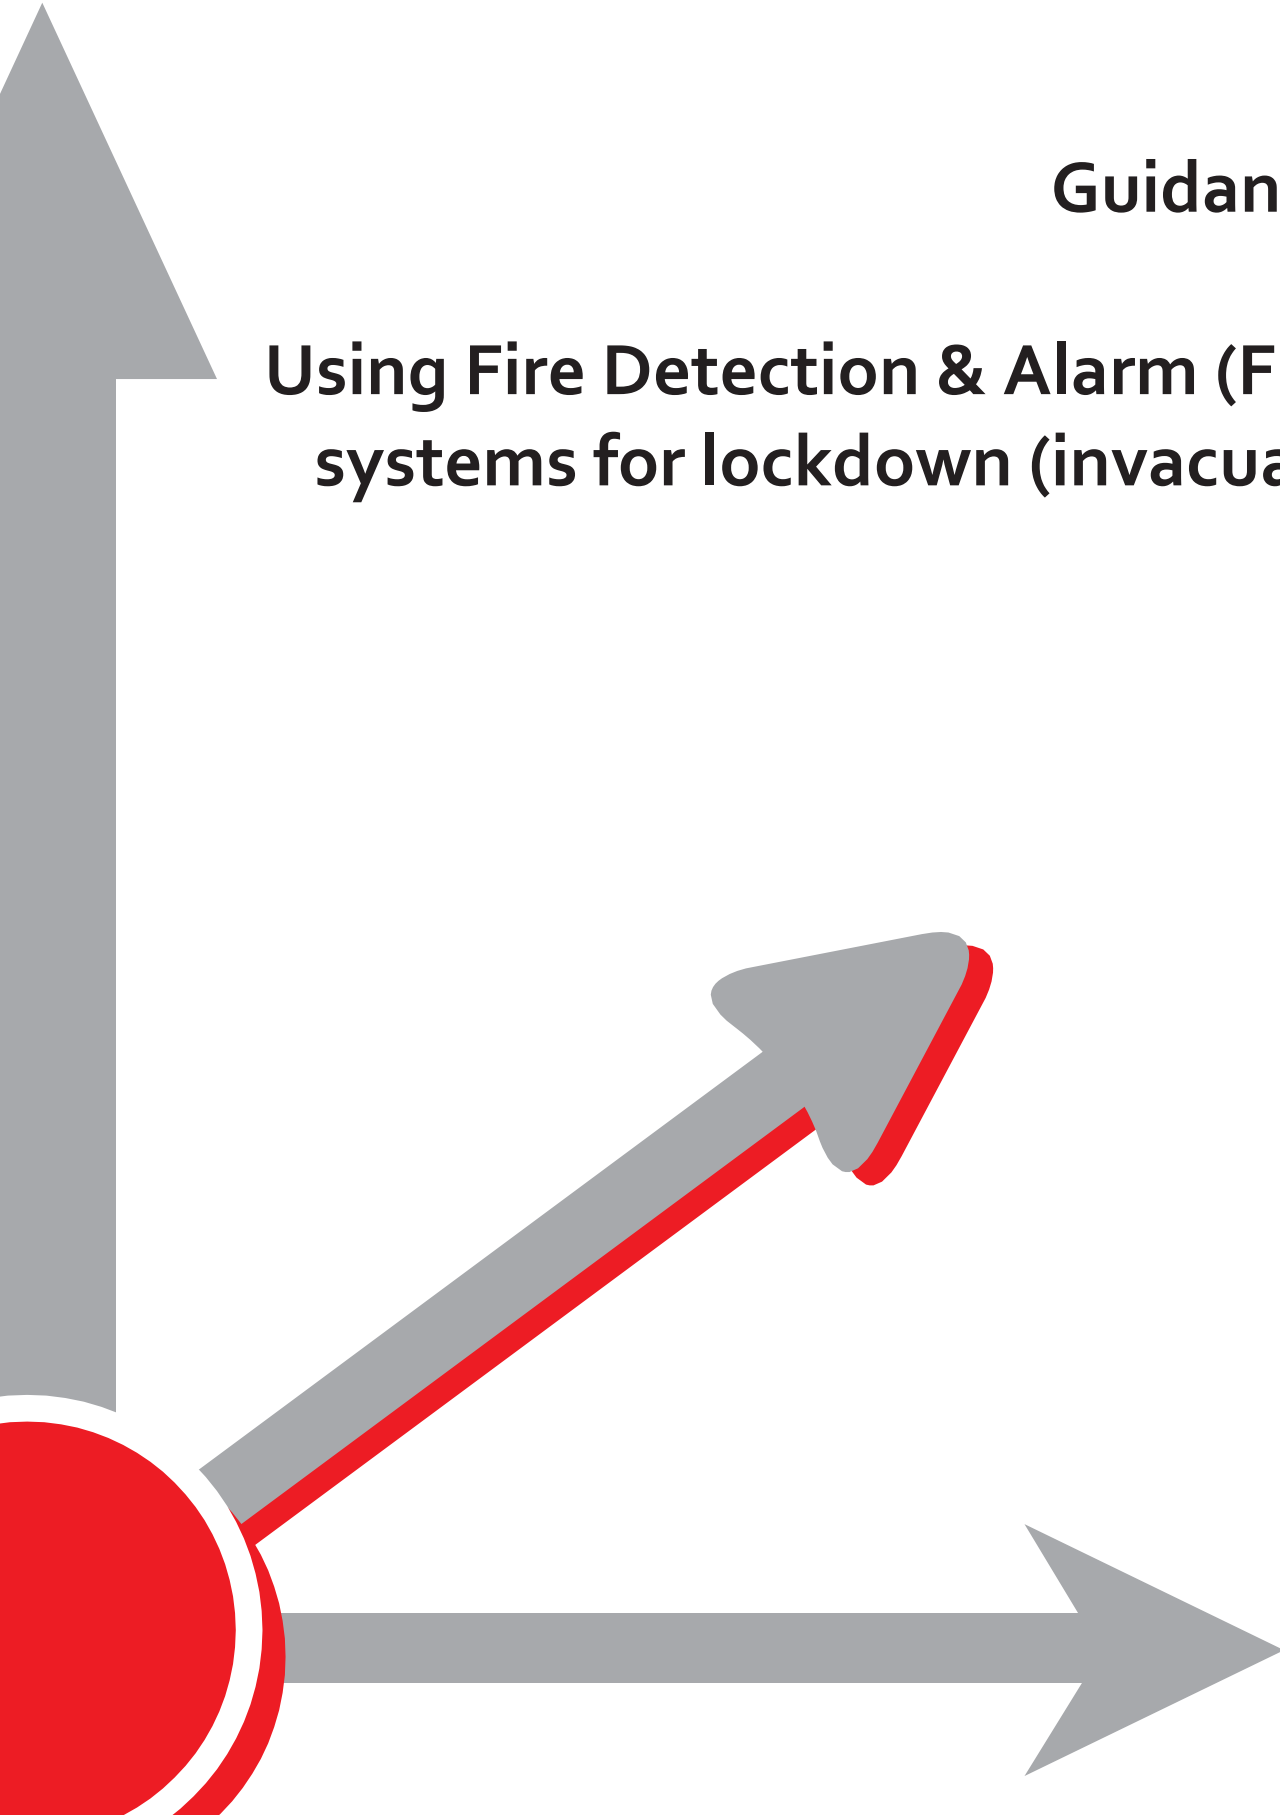 Guidan
Using Fire Detection & Alarm (F
systems for lockdown (invacua